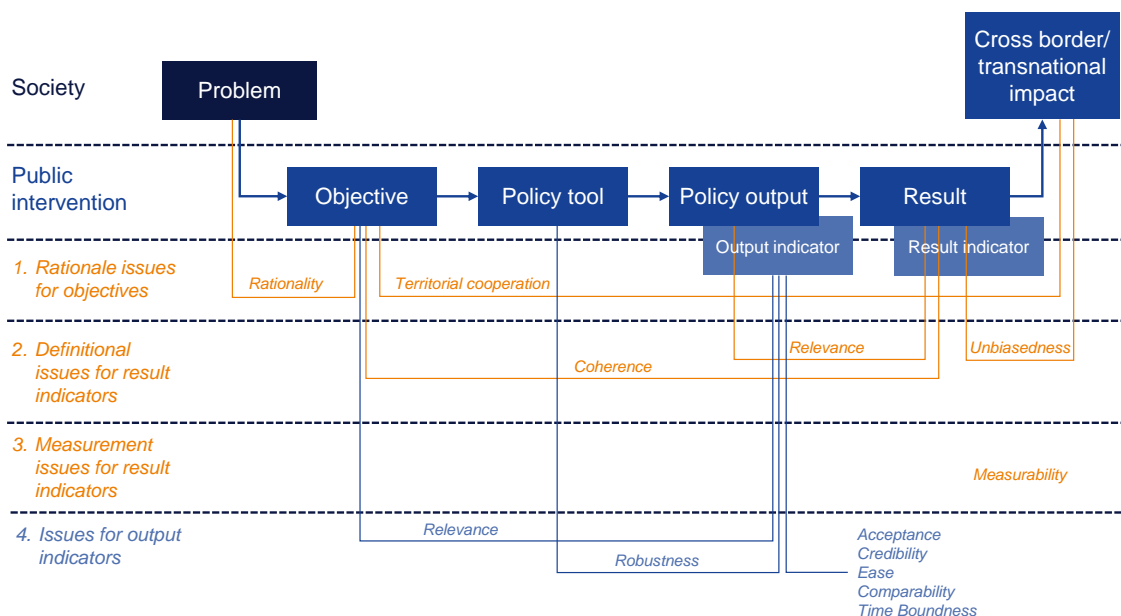 Cross border/
transnational
impact
Society
Problem
Public
intervention
Objective
Policy tool
Policy output
Result
Output indicator
Result indicator
1. Rationale issues
for objectives
Rationality
Territorial cooperation
2. Definitional
issues for result
indicators
Relevance
Unbiasedness
Coherence
3. Measurement
issues for result
indicators
Measurability
4. Issues for output
indicators
Relevance
Robustness
Acceptance
Credibility
Ease
Comparability
Time Boundness